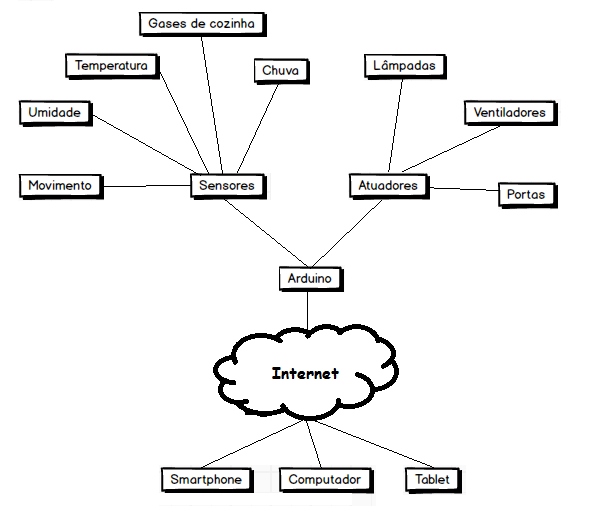 Gases de cozinha
Temperatura
Chuva
Lâmpadas
Umidade
Ventiladores
Movimento
Sensores
Atuadores
Portas
Arduino
Internet
Smartphone
Computador
Tablet